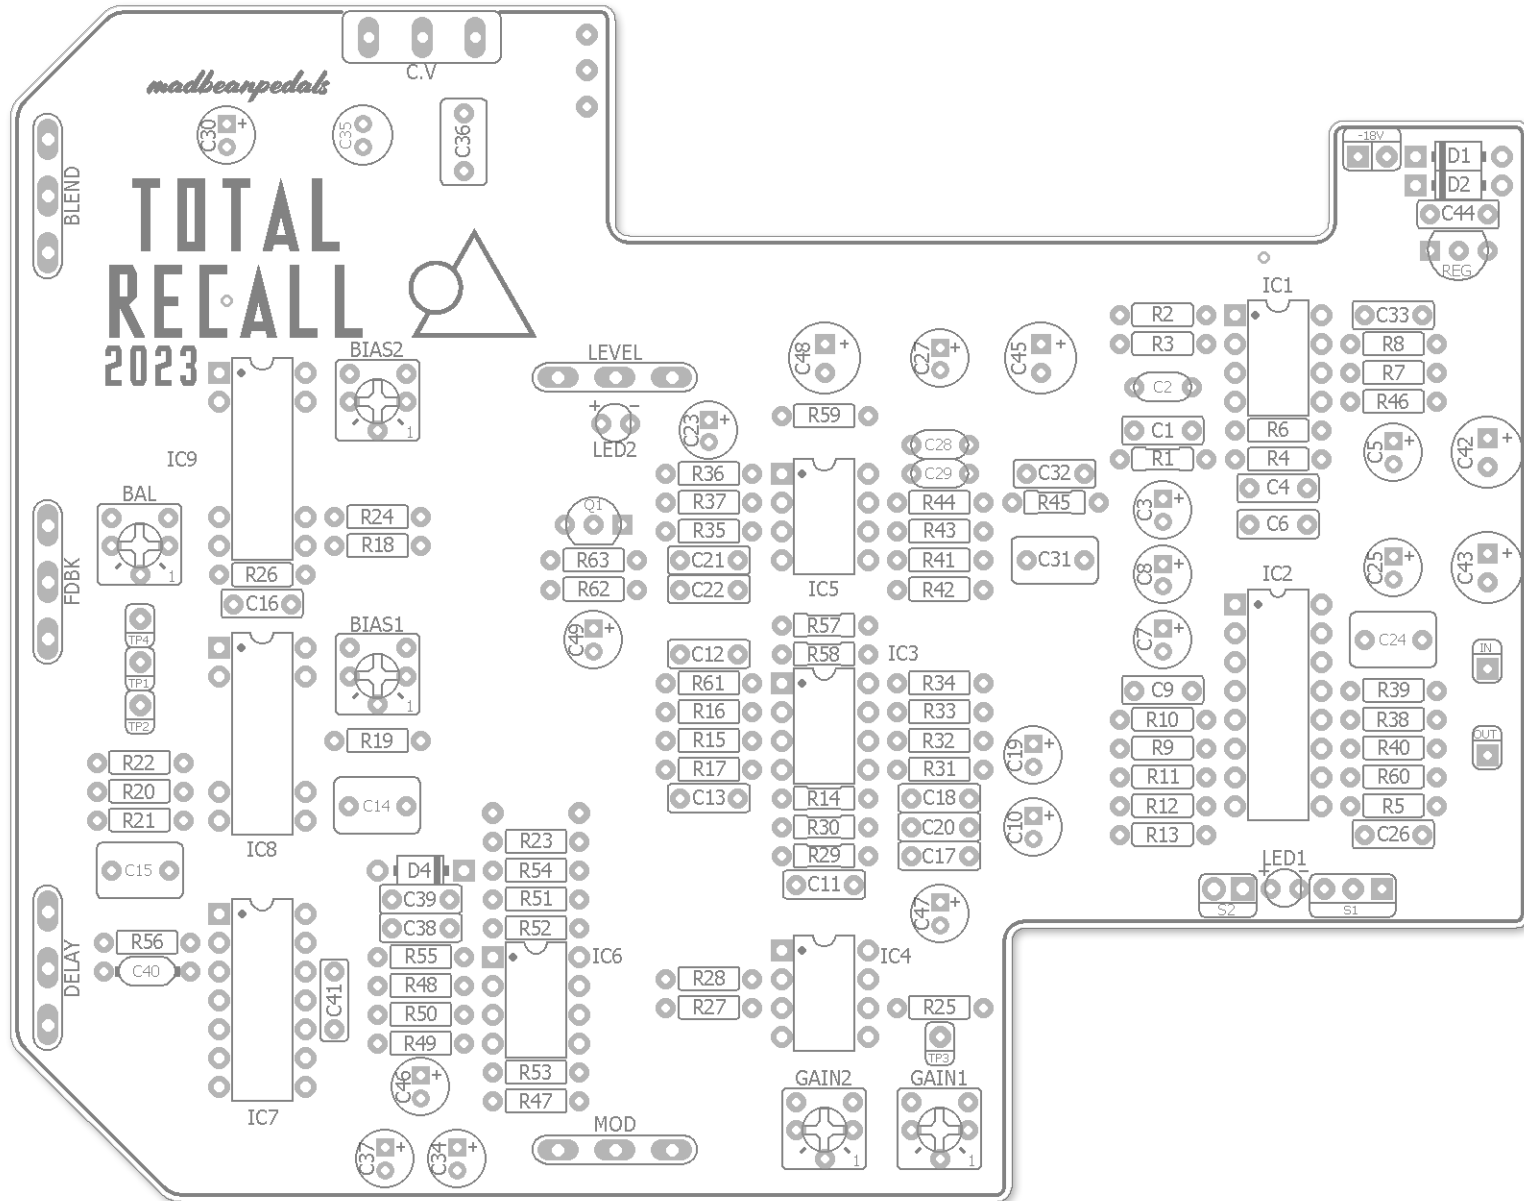 C.V
madbeanpedals
C30 +
C35
C36
-18V
D1
D2
C44
REG
BLEND
TOTAL
RECALL
2023
IC1
R2
C33
R3
R8
R7
R46
C2
BIAS2
1
LEVEL
C48 +
C27 +
C45 +
R59
C1
R6
R1
R4
C5 +
C42 +
C4
C6
+ -
LED2
C23 +
C28
C29
C32
R45
C3 +
IC9
BAL
1
R24
R18
R26
C16
Q1
R63
R62
R36
R37
R35
C21
C22
IC5
R44
R43
R41
R42
C31
C8 +
IC2
C25 +
C43 +
FDBK
TP4
TP1
TP2
BIAS1
1
C49 +
R57
R58
IC3
C7 +
C24
IN
C12
R61
R16
R15
R17
C13
R34
R33
R32
R31
C18
C20
C17
C19 +
C10 +
C9
R10
R9
R11
R12
R13
R39
R38
R40
R60
R5
C26
OUT
R22
R20
R21
R19
C14
IC8
C15
R14
R30
R29
C11
R23
R54
R51
R52
D4
C39
C38
LED1
+ -
S2
S1
C47 +
DELAY
R56
C40
C41
R55
R48
R50
R49
IC6
R28
R27
IC4
R25
TP3
C46 +
R53
R47
GAIN2
1
GAIN1
1
IC7
C37 +
C34 +
MOD